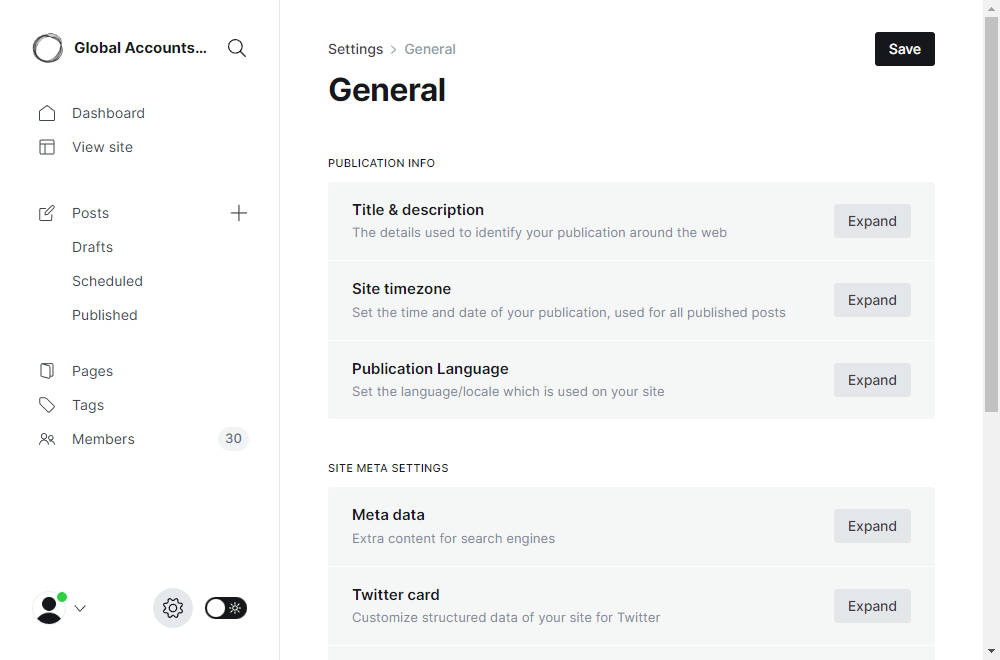 Global Accounts...
Dashboard
View site
Posts
Drafts
Scheduled
Published
Pages
Tags
Members 30
Settings General
Save
General
PUBLICATION INFO
Title & description
The details used to identify your publication around the web
Expand
Site timezone
Set the time and date of your publication, used for all published posts
Expand
Publication Language
Set the language/locale which is used on your site
Expand
SITE META SETTINGS
Meta data
Extra content for search engines
Expand
Twitter card
Customize structured data of your site for Twitter
Expand